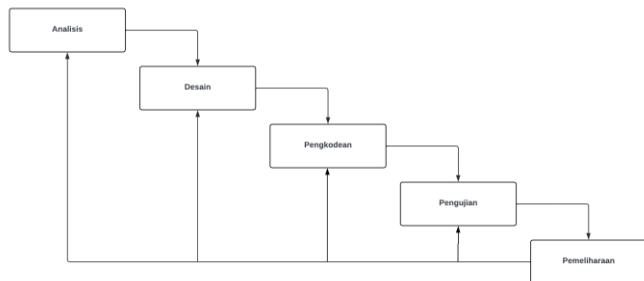 Analisis
Desain
Pengkodean
Pengujian
Pemeliharaan